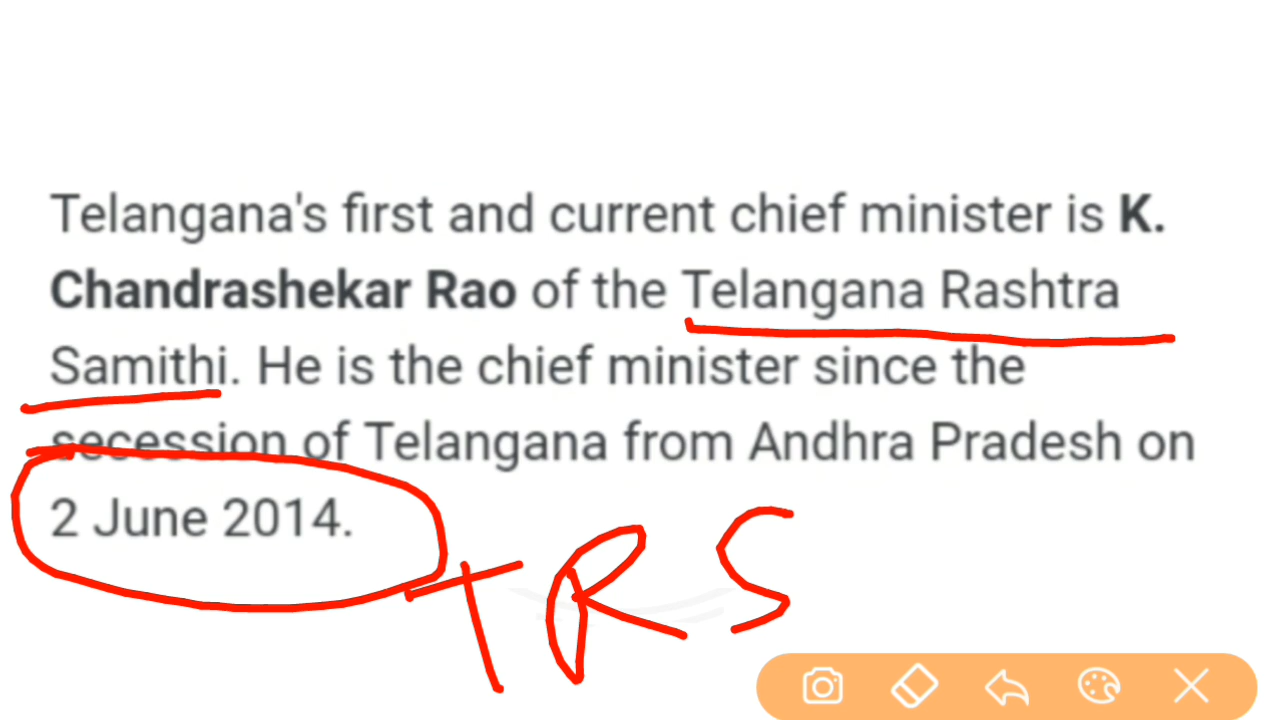 Telangana's first and current chief minister is K.
Chandrashekar Rao of the Telangana Rashtra
Samithi. He is the chief minister since the
secession of Telangana from Andhra Pradesh on
2 June 2014.
TRS